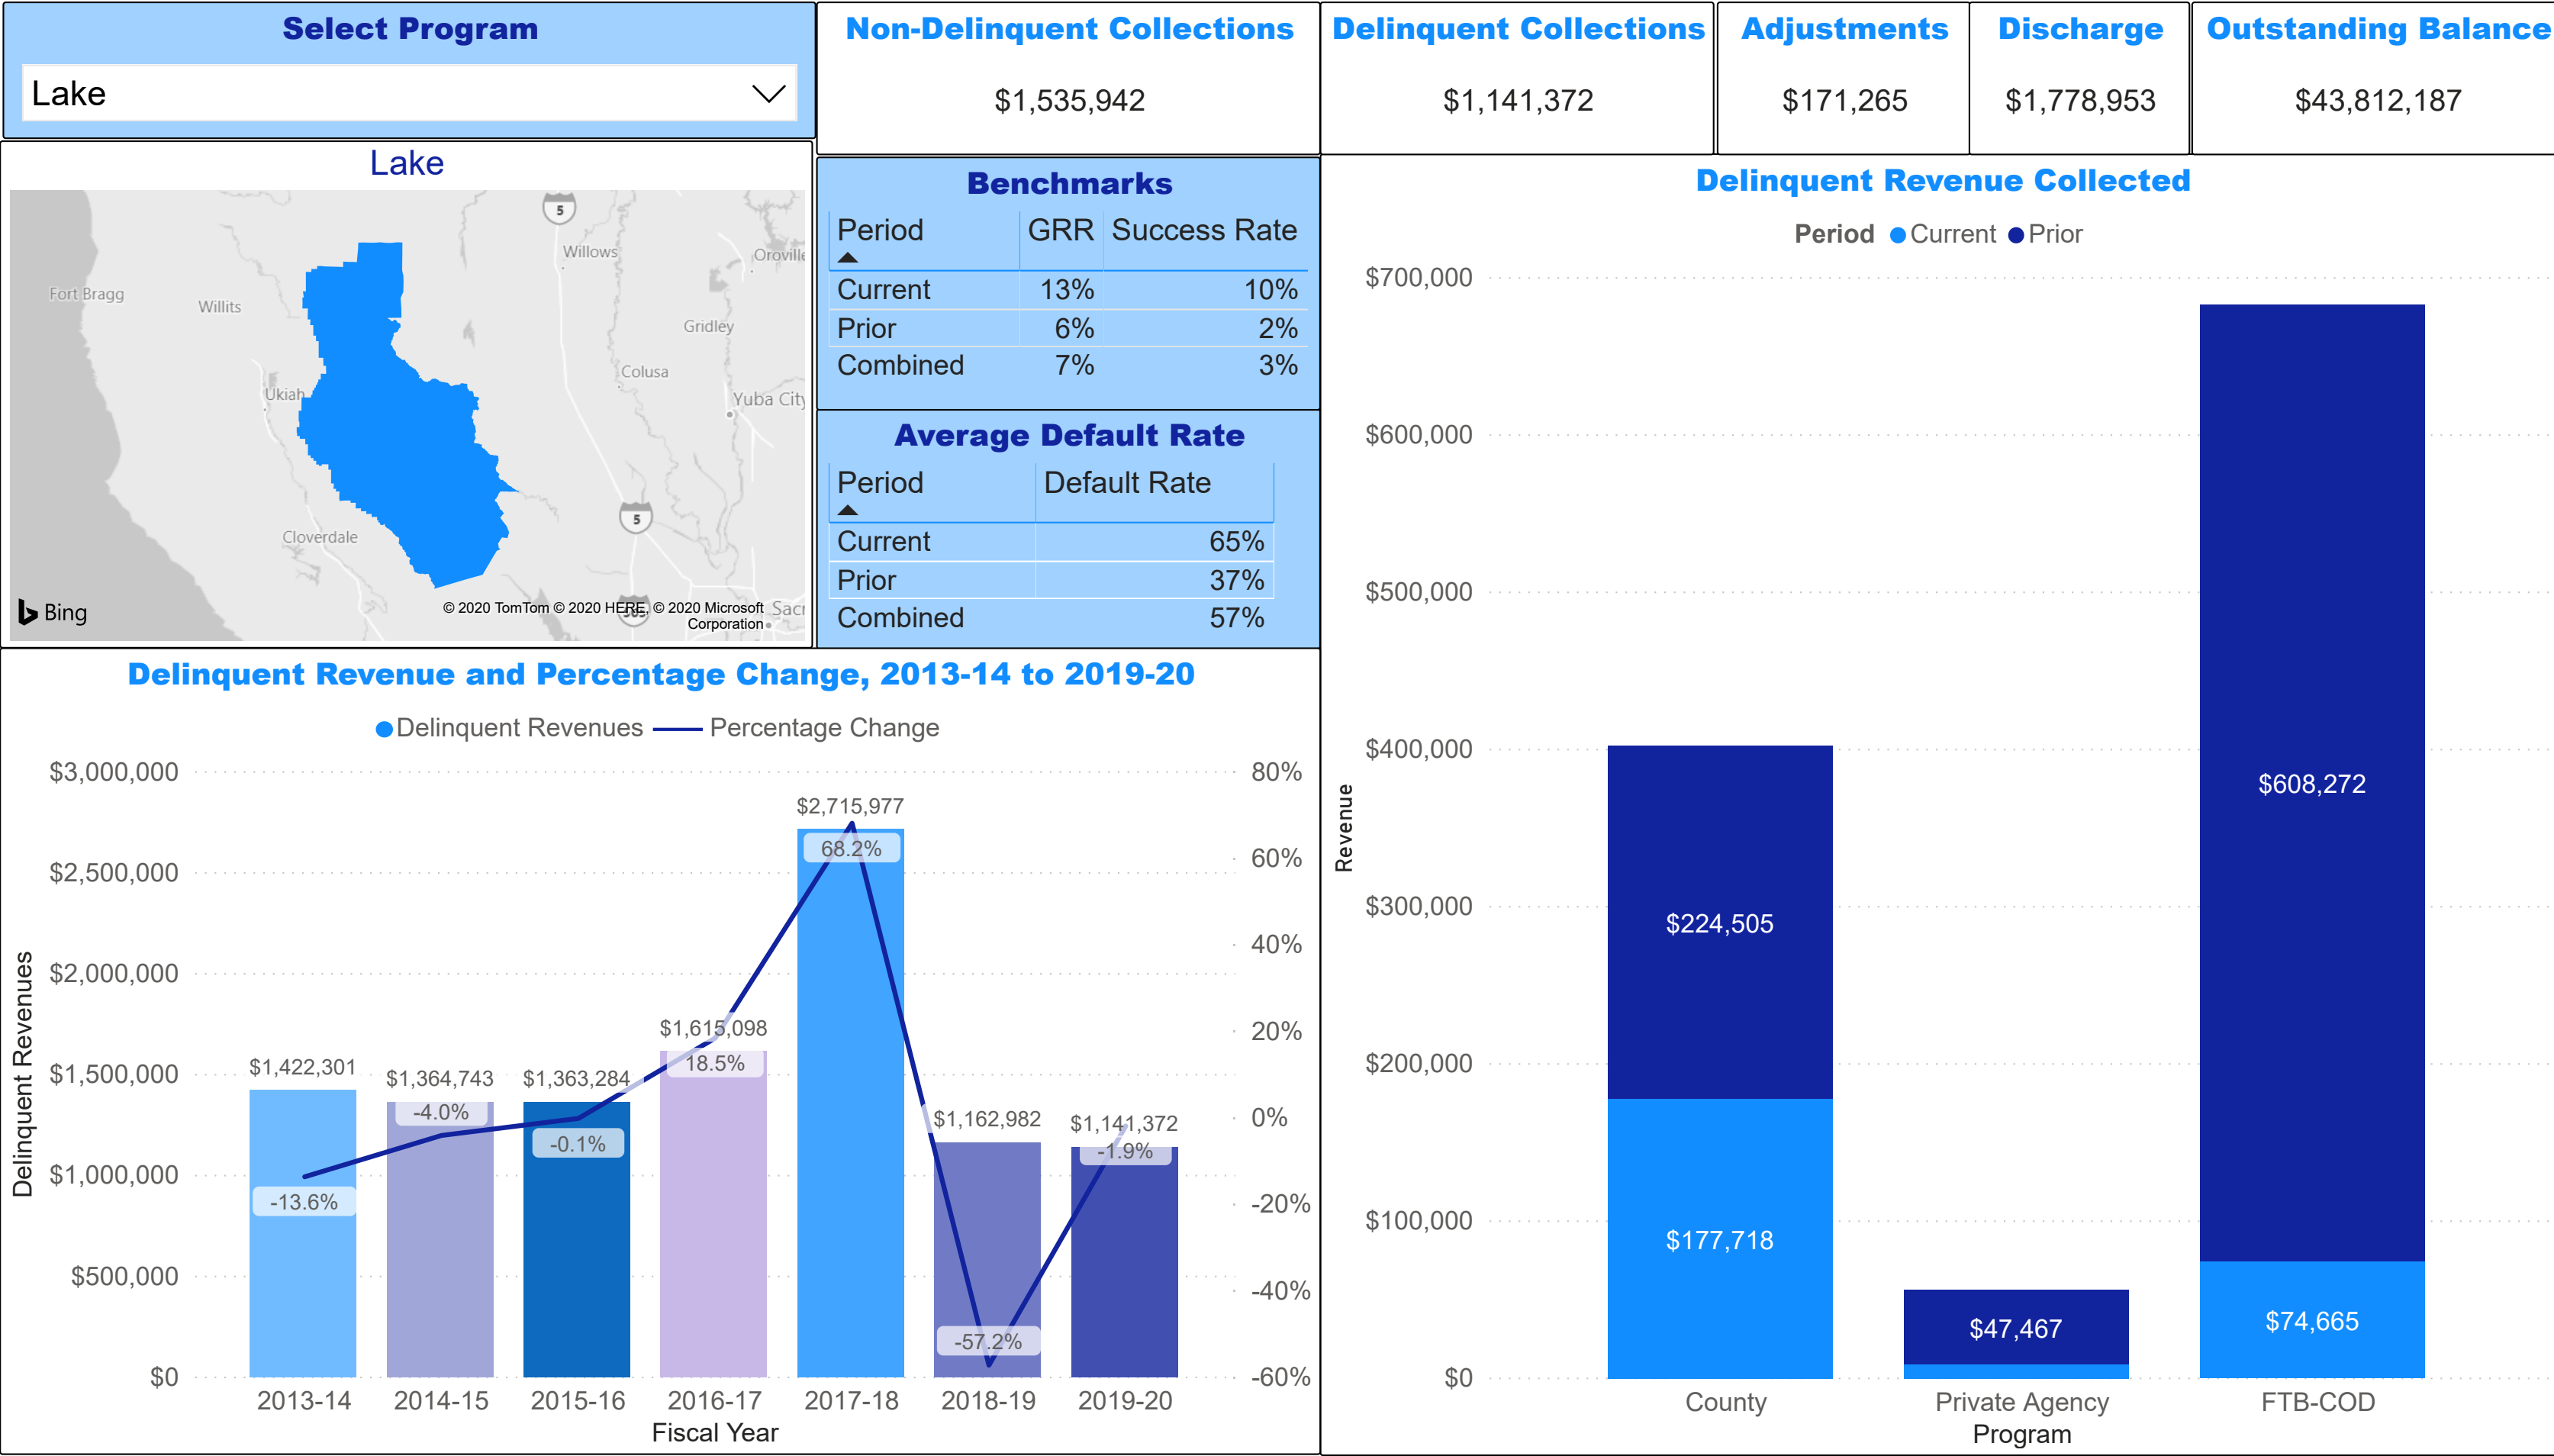 Select Program
Lake
Non-Delinquent Collections
$1,535,942
Delinquent Collections
$1,141,372
Adjustments
$171,265
Discharge
$1,778,953
Outstanding Balance
$43,812,187
Lake
5
Willows
Oroville
Fort Bragg
Willits
Gridley
Colusa
Ukiah
Yuba City
5
Cloverdale
Bing
© 2020 TomTom © 2020 HERE, © 2020 Microsoft
Corporation
505
Sacr
Benchmarks
Period GRR Success Rate
Current 13% 10%
Prior 6% 2%
Combined 7% 3%
Average Default Rate
Period Default Rate
Current 65%
Prior 37%
Combined 57%
Delinquent Revenue and Percentage Change, 2013-14 to 2019-20
Delinquent Revenues Percentage Change
Delinquent Revenues
$3,000,000
$2,500,000
$2,000,000
$1,500,000
$1,000,000
$500,000
$0
80%
60%
40%
20%
0%
-20%
-40%
-60%
$1,422,301
-13.6%
$1,364,743
-4.0%
$1,363,284
-0.1%
$1,615,098
18.5%
$2,715,977
68.2%
$1,162,982
-57.2%
$1,141,372
-1.9%
2013-14 2014-15 2015-16 2016-17 2017-18 2018-19 2019-20
Fiscal Year
Delinquent Revenue Collected
Period Current Prior
Revenue
$700,000
$600,000
$500,000
$400,000
$300,000
$200,000
$100,000
$0
$224,505
$177,718
$47,467
$608,272
$74,665
County Private Agency FTB-COD
Program